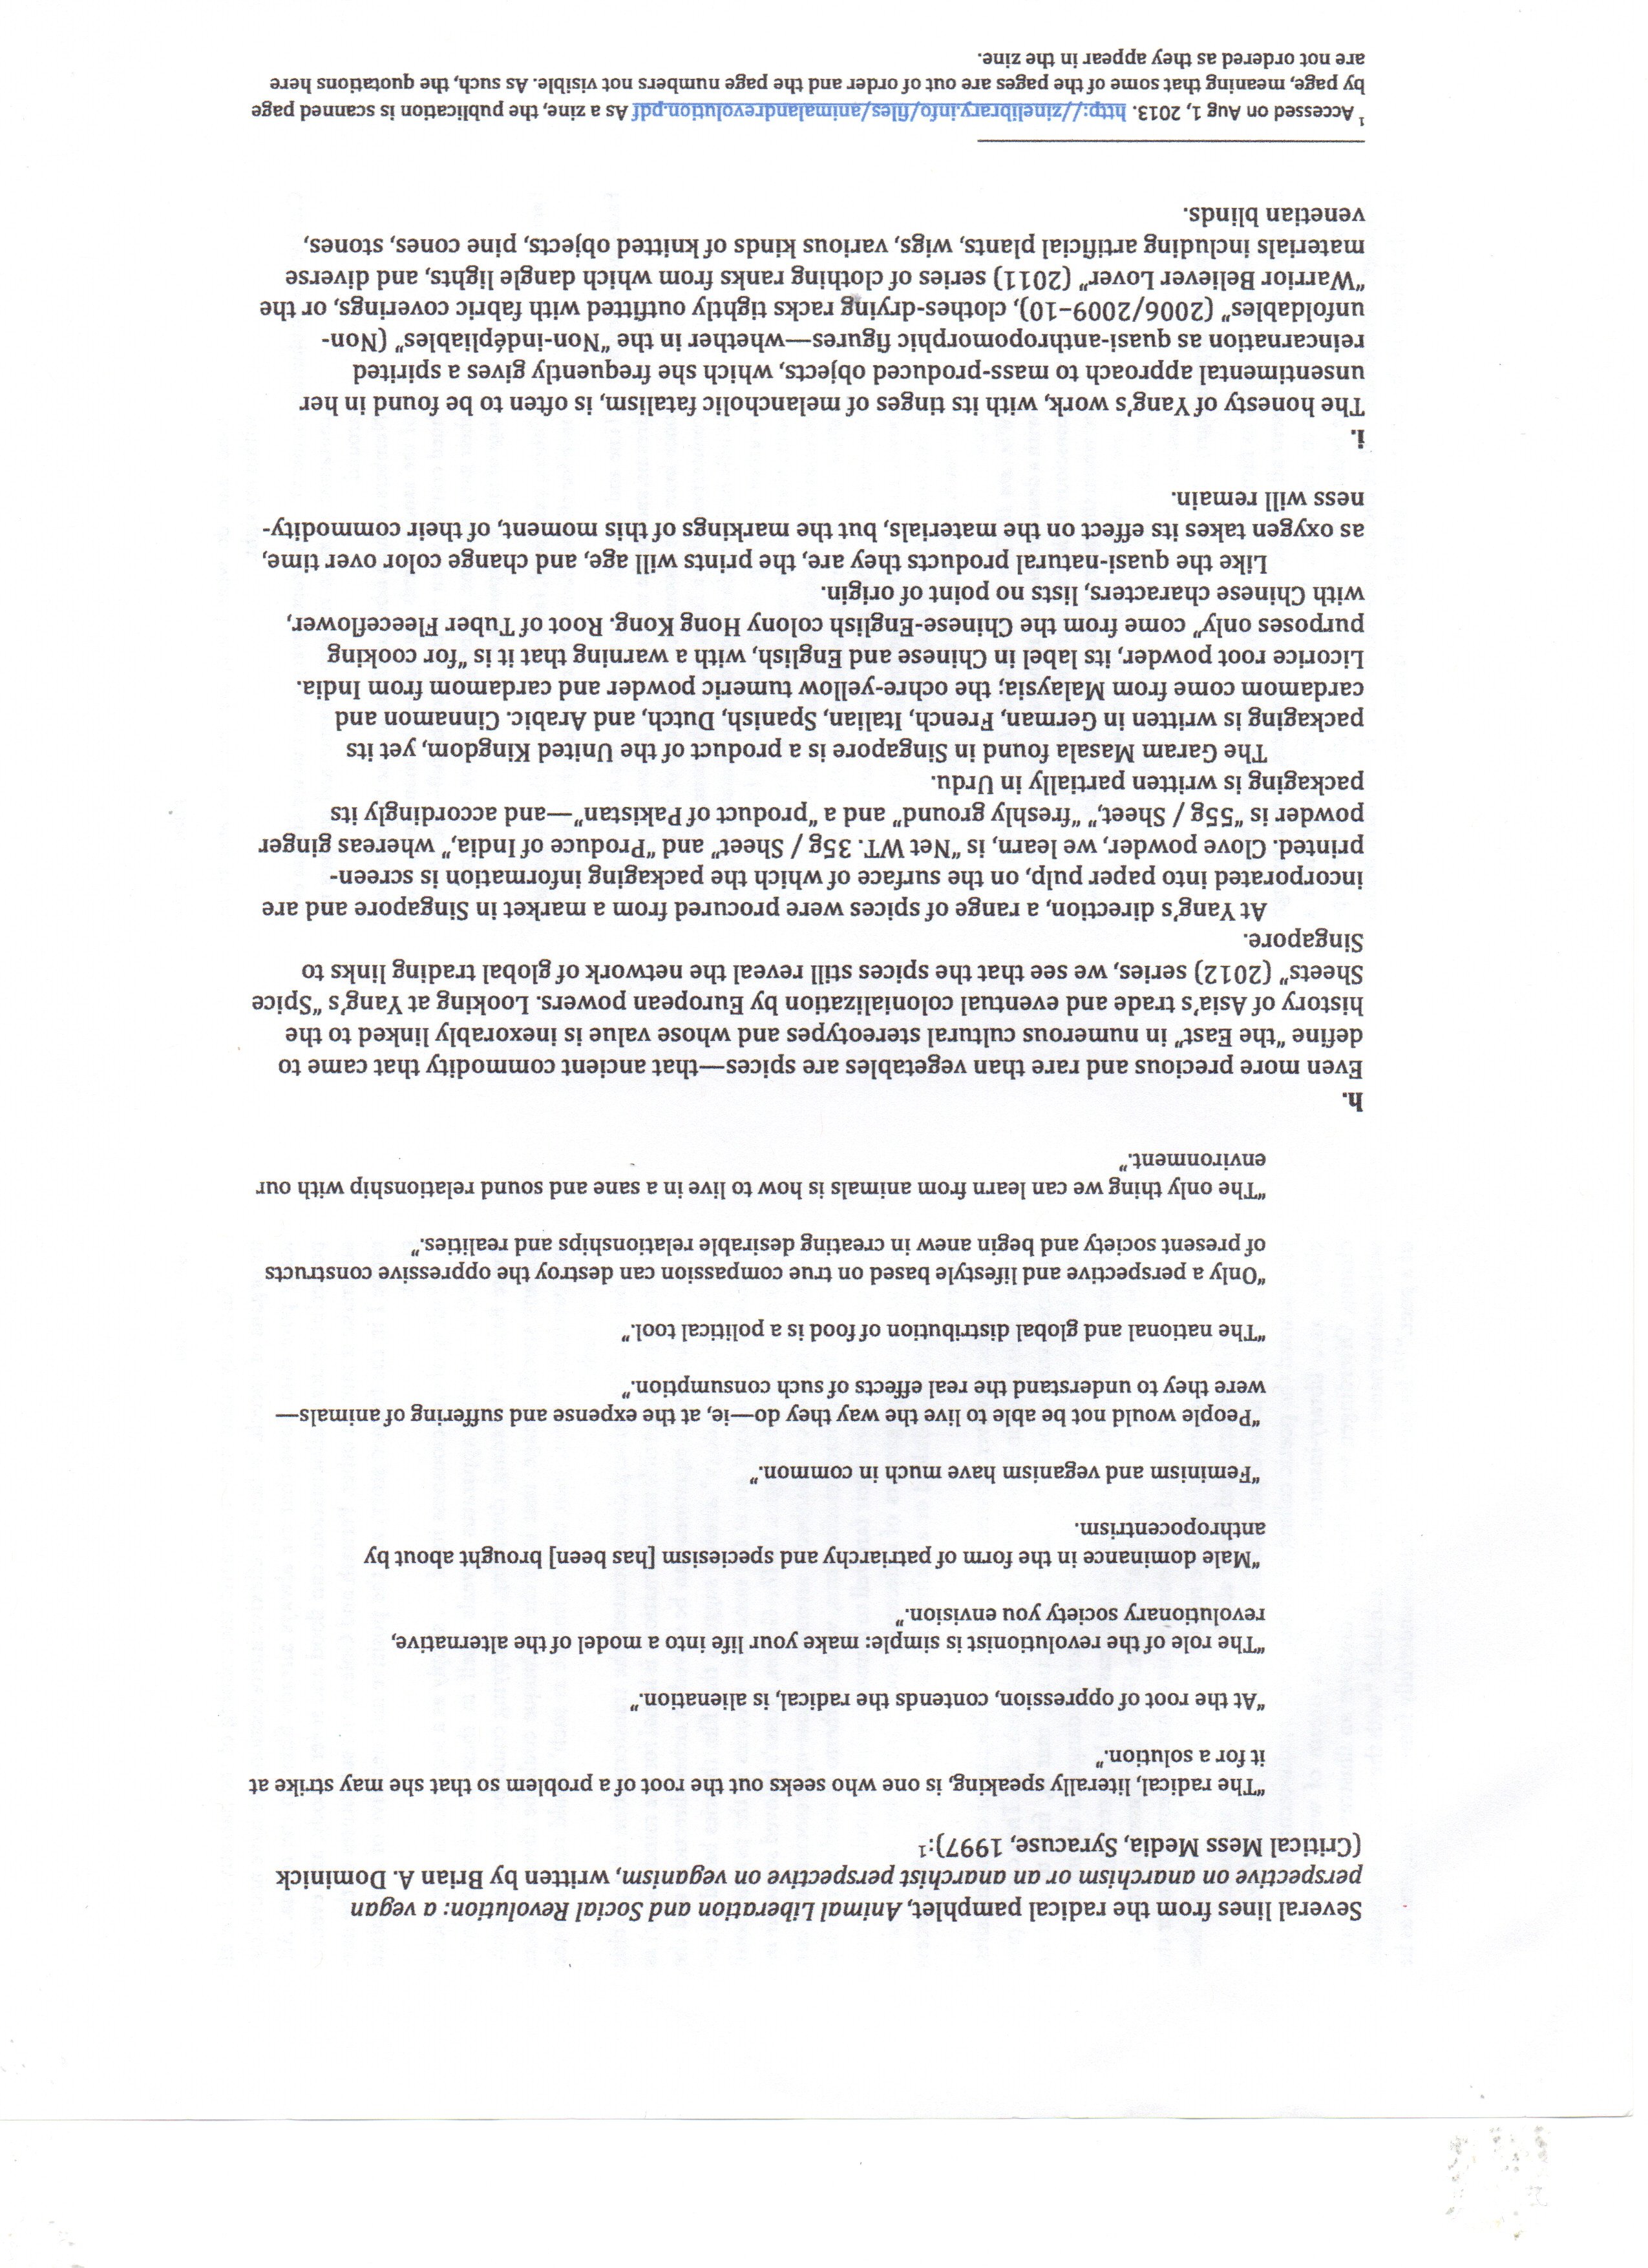 Several lines from the radical pamphlet, Animal Liberation and Social Revolution: a vegan
perspective on anarchism or an anarchist perspective on veganism, written by Brian A. Dominick
(Critical Mess Media, Syracuse, 1997):1
“The radical, literally speaking, is one who seeks out the root of a problem so that she may strike at
it for a solution.”
“At the root of oppression, contends the radical, is alienation.”
“The role of the revolutionist is simple: make your life into a model of the alternative,
revolutionary society you envision.”
“Male dominance in the form of patriarchy and speciesism [has been] brought about by
anthropocentrism.
“Feminism and veganism have much in common.”
“People would not be able to live the way they do—ie, at the expense and suffering of animals—
were they to understand the real effects of such consumption.”
“The national and global distribution of food is a political tool.”
“Only a perspective and lifestyle based on true compassion can destroy the oppressive constructs
of present society and begin anew in creating desirable relationships and realities.”
“The only thing we can learn from animals is how to live in a sane and sound relationship with our
environment.”
h.
Even more precious and rare than vegetables are spices—that ancient commodity that came to
define “the East” in numerous cultural stereotypes and whose value is inexorably linked to the
history of Asia’s trade and eventual colonialization by European powers. Looking at Yang’s “Spice
Sheets” (2012) series, we see that the spices still reveal the network of global trading links to
Singapore.
At Yang’s direction, a range of spices were procured from a market in Singapore and are
incorporated into paper pulp, on the surface of which the packaging information is screen-
printed. Clove powder, we learn, is “Net WT. 35g / Sheet” and “Produce of India,” whereas ginger
powder is “55g / Sheet,” “freshly ground” and a “product of Pakistan”—and accordingly its
packaging is written partially in Urdu.
The Garam Masala found in Singapore is a product of the United Kingdom, yet its
packaging is written in German, French, Italian, Spanish, Dutch, and Arabic. Cinnamon and
cardamom come from Malaysia; the ochre-yellow tumeric powder and cardamom from India.
Licorice root powder, its label in Chinese and English, with a warning that it is “for cooking
purposes only” come from the Chinese-English colony Hong Kong. Root of Tuber Fleeceflower,
with Chinese characters, lists no point of origin.
Like the quasi-natural products they are, the prints will age, and change color over time,
as oxygen takes its effect on the materials, but the markings of this moment, of their commodity-
ness will remain.
i.
The honesty of Yang’s work, with its tinges of melancholic fatalism, is often to be found in her
unsentimental approach to mass-produced objects, which she frequently gives a spirited
reincarnation as quasi-anthropomorphic figures—whether in the “Non-indépliables” (Non-
unfoldables” (2006/2009–10), clothes-drying racks tightly outfitted with fabric coverings, or the
“Warrior Believer Lover” (2011) series of clothing ranks from which dangle lights, and diverse
materials including artificial plants, wigs, various kinds of knitted objects, pine cones, stones,
venetian blinds.
1 Accessed on Aug 1, 2013. http://zinelibrary.info/files/animalandrevolution.pdf As a zine, the publication is scanned page
by page, meaning that some of the pages are out of order and the page numbers not visible. As such, the quotations here
are not ordered as they appear in the zine.